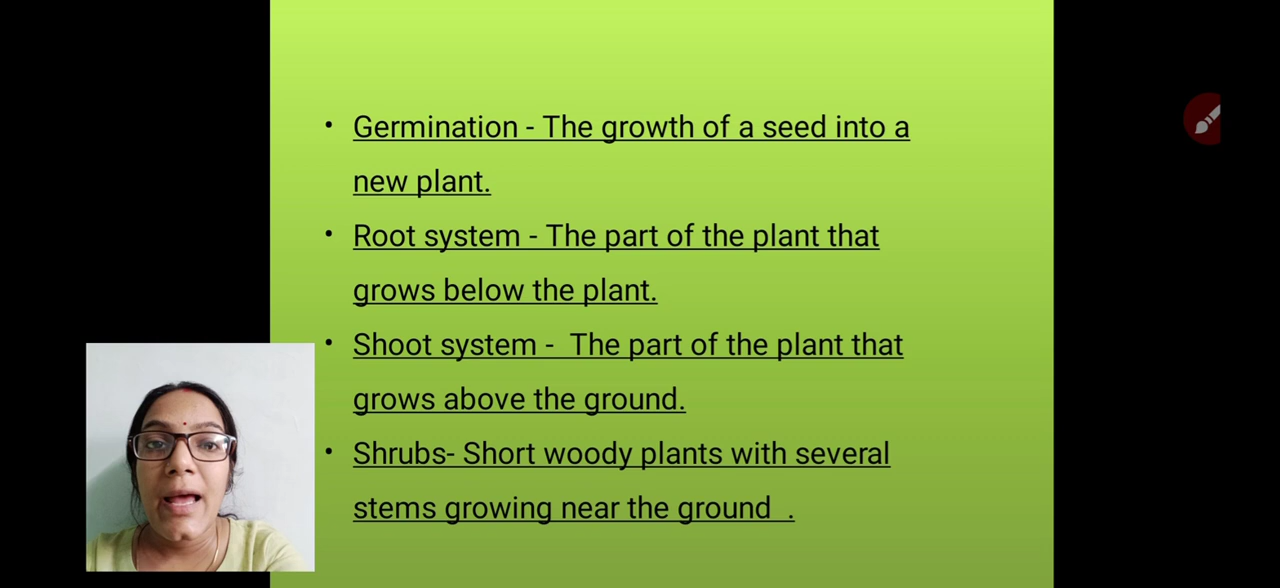 • Germination - The growth of a seed into a
new plant.
• Root system - The part of the plant that
grows below the plant.
• Shoot system -  The part of the plant that
grows above the ground.
• Shrubs- Short woody plants with several
stems growing near the ground  .